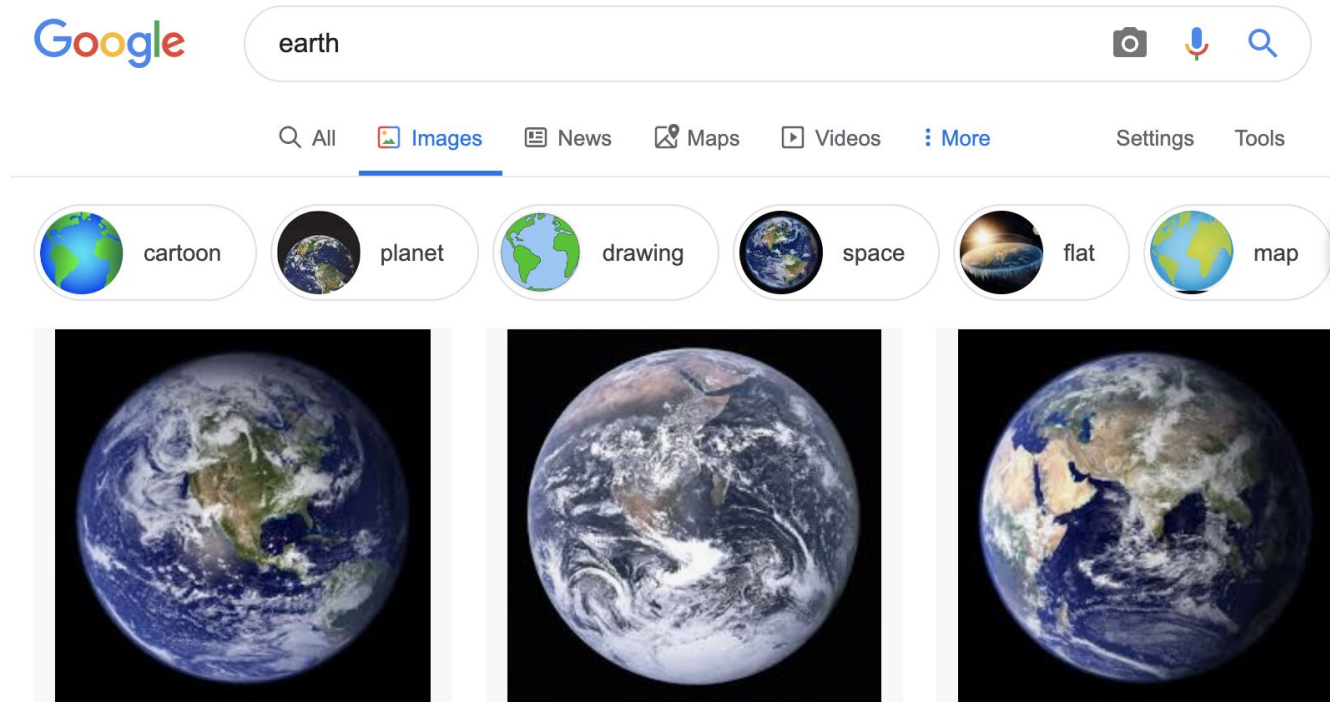 Google earth
All Images News Maps Videos More Settings Tools
cartoon planet drawing space flat map